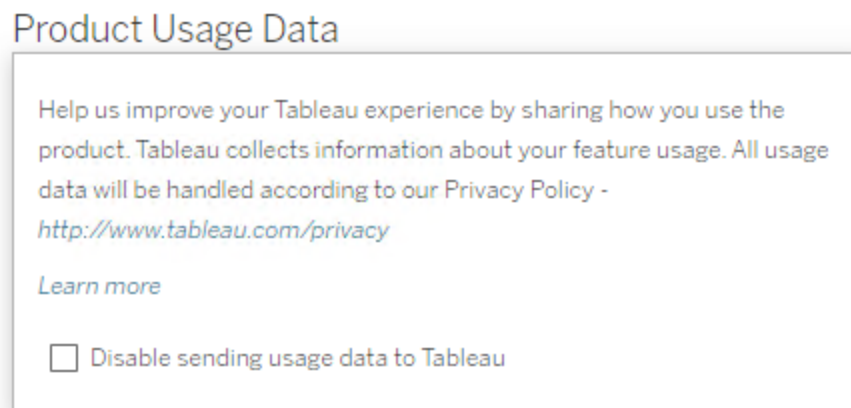 Product Usage Data
Help us improve your Tableau experience by sharing how you use the
product. Tableau collects information about your feature usage. All usage
data will be handled according to our Privacy Policy -
http://www.tableau.com/privacy
Learn more
Disable sending usage data to Tableau